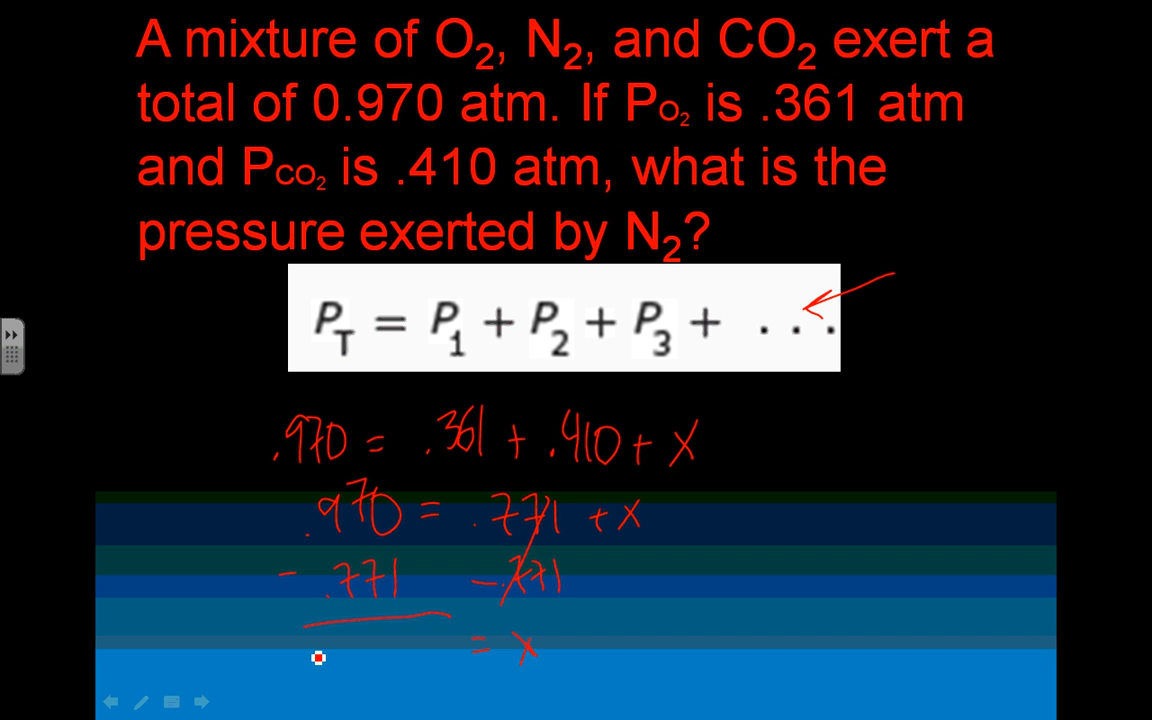 A mixture of O₂, N₂, and CO₂ exert a
total of 0.970 atm. If Po₂ is .361 atm
and Pco₂ is .410 atm, what is the
pressure exerted by N₂?
P_T = P₁ + P₂ + P₃ + . . .
.970 = .361 + .410 + x
.970 = .771 + x
- .771 - .771
= x